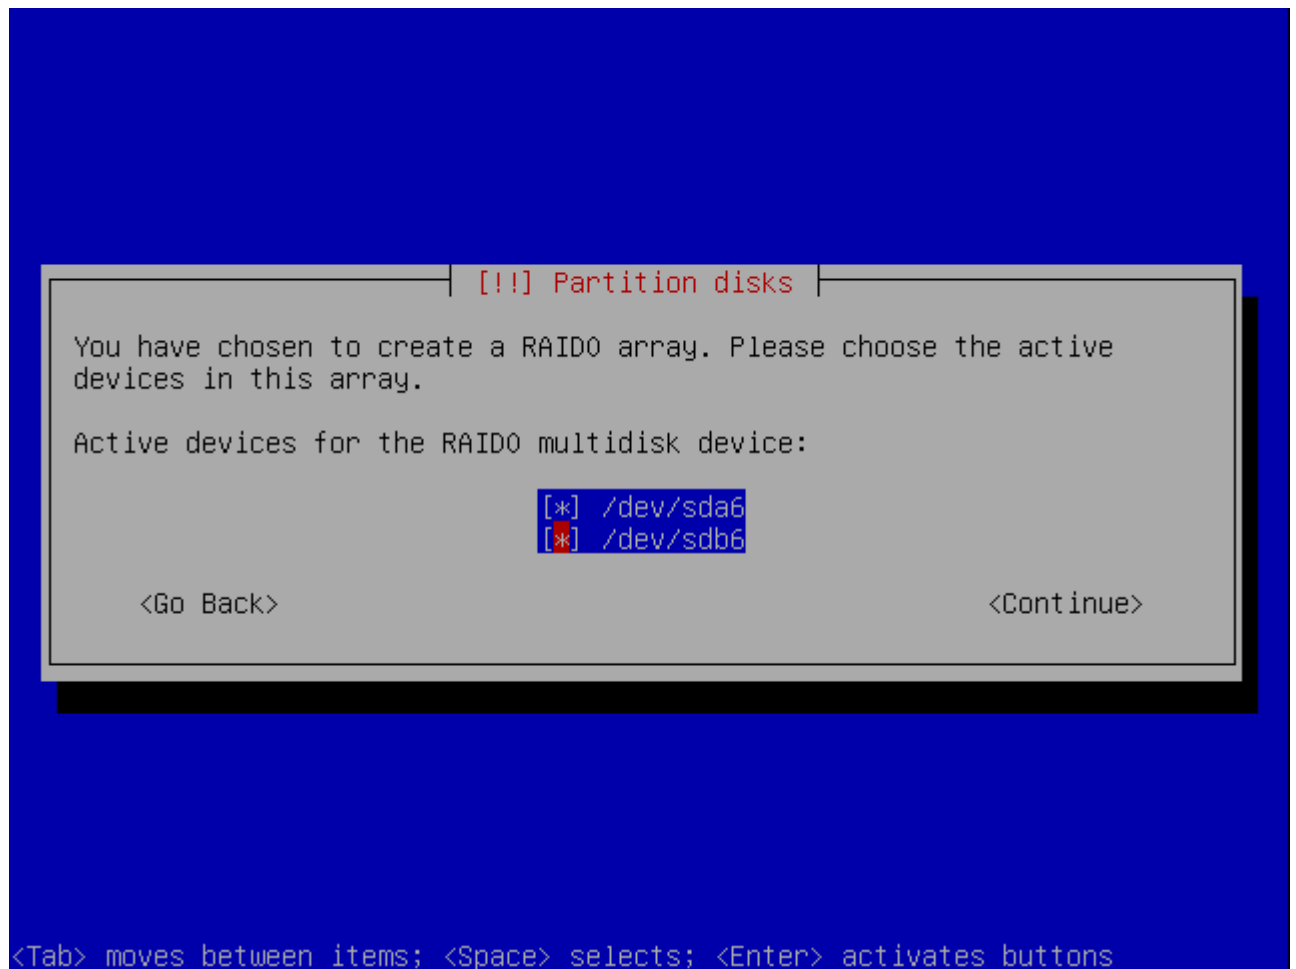 [!!] Partition disks
You have chosen to create a RAID0 array. Please choose the active
devices in this array.
Active devices for the RAID0 multidisk device:
[*] /dev/sda6
[*] /dev/sdb6
<Go Back> <Continue>
<Tab> moves between items; <Space> selects; <Enter> activates buttons